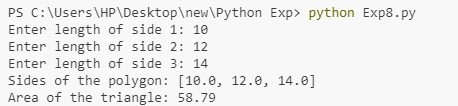 PS C:\Users\HP\Desktop\new\Python Exp> python Exp8.py
Enter length of side 1: 10
Enter length of side 2: 12
Enter length of side 3: 14
Sides of the polygon: [10.0, 12.0, 14.0]
Area of the triangle: 58.79